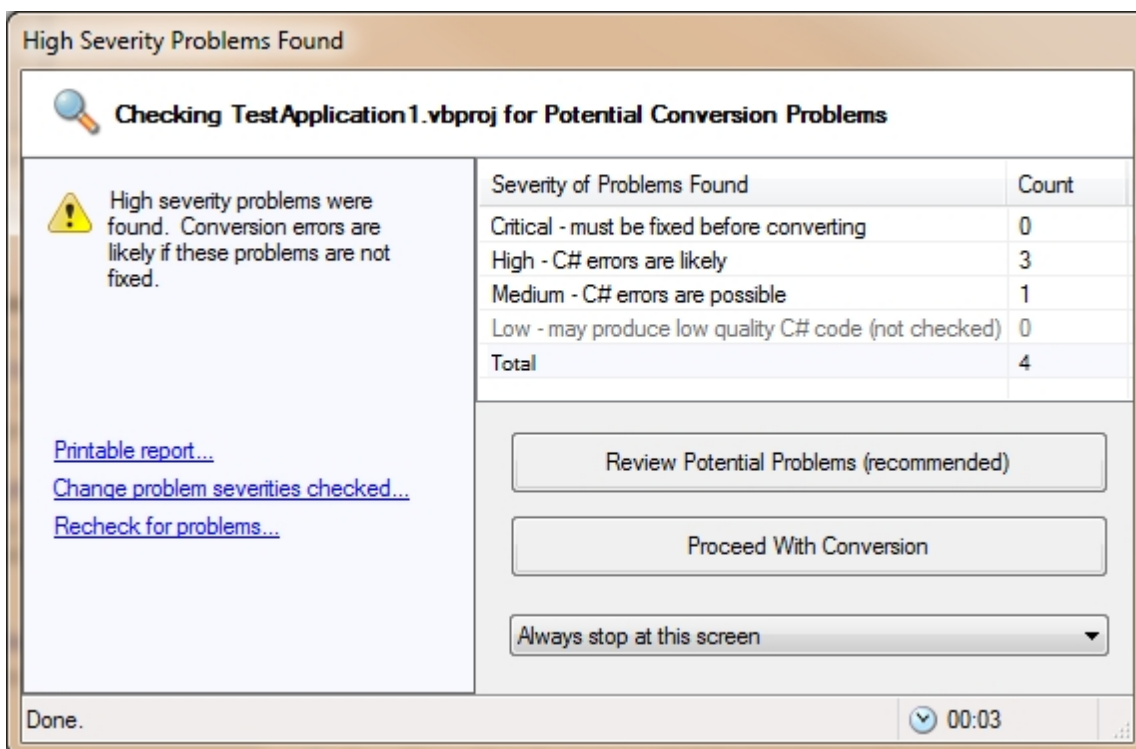 High Severity Problems Found
Checking TestApplication1.vbproj for Potential Conversion Problems
High severity problems were
found. Conversion errors are
likely if these problems are not
fixed.
Printable report...
Change problem severities checked...
Recheck for problems...
Severity of Problems Found Count
Critical - must be fixed before converting 0
High - C# errors are likely 3
Medium - C# errors are possible 1
Low - may produce low quality C# code (not checked) 0
Total 4
Review Potential Problems (recommended)
Proceed With Conversion
Always stop at this screen
Done. 00:03